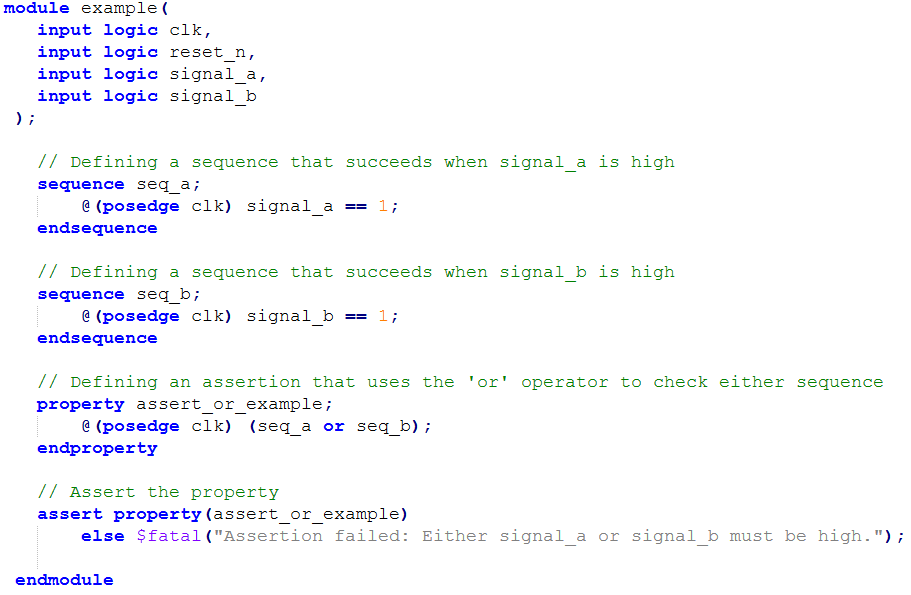 module example(
   input logic clk,
   input logic reset_n,
   input logic signal_a,
   input logic signal_b
 );
   // Defining a sequence that succeeds when signal_a is high
   sequence seq_a;
       @(posedge clk) signal_a == 1;
   endsequence
   // Defining a sequence that succeeds when signal_b is high
   sequence seq_b;
       @(posedge clk) signal_b == 1;
   endsequence
   // Defining an assertion that uses the 'or' operator to check either sequence
   property assert_or_example;
       @(posedge clk) (seq_a or seq_b);
   endproperty
   // Assert the property
   assert property(assert_or_example)
       else $fatal("Assertion failed: Either signal_a or signal_b must be high.");
 endmodule